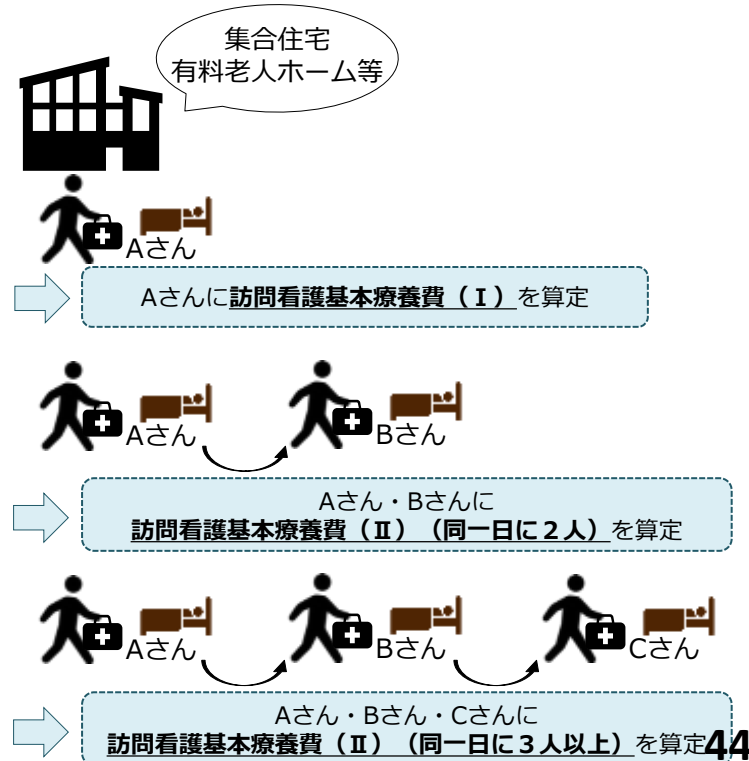 集合住宅
有料老人ホーム等
Aさん
Aさんに訪問看護基本療養費（Ⅰ）を算定
Aさん
Bさん
Aさん・Bさんに
訪問看護基本療養費（Ⅱ）（同一日に２人）を算定
Aさん
Bさん
Cさん
Aさん・Bさん・Cさんに
訪問看護基本療養費（Ⅱ）（同一日に３人以上）を算定
44